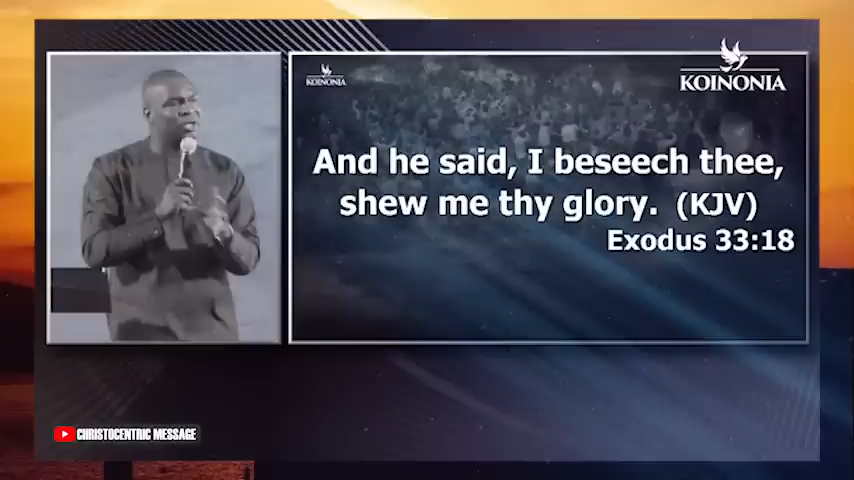 KOINONIA
KOINONIA
And he said, I beseech thee,
shew me thy glory. (KJV)
Exodus 33:18
CHRISTOCENTRIC MESSAGE